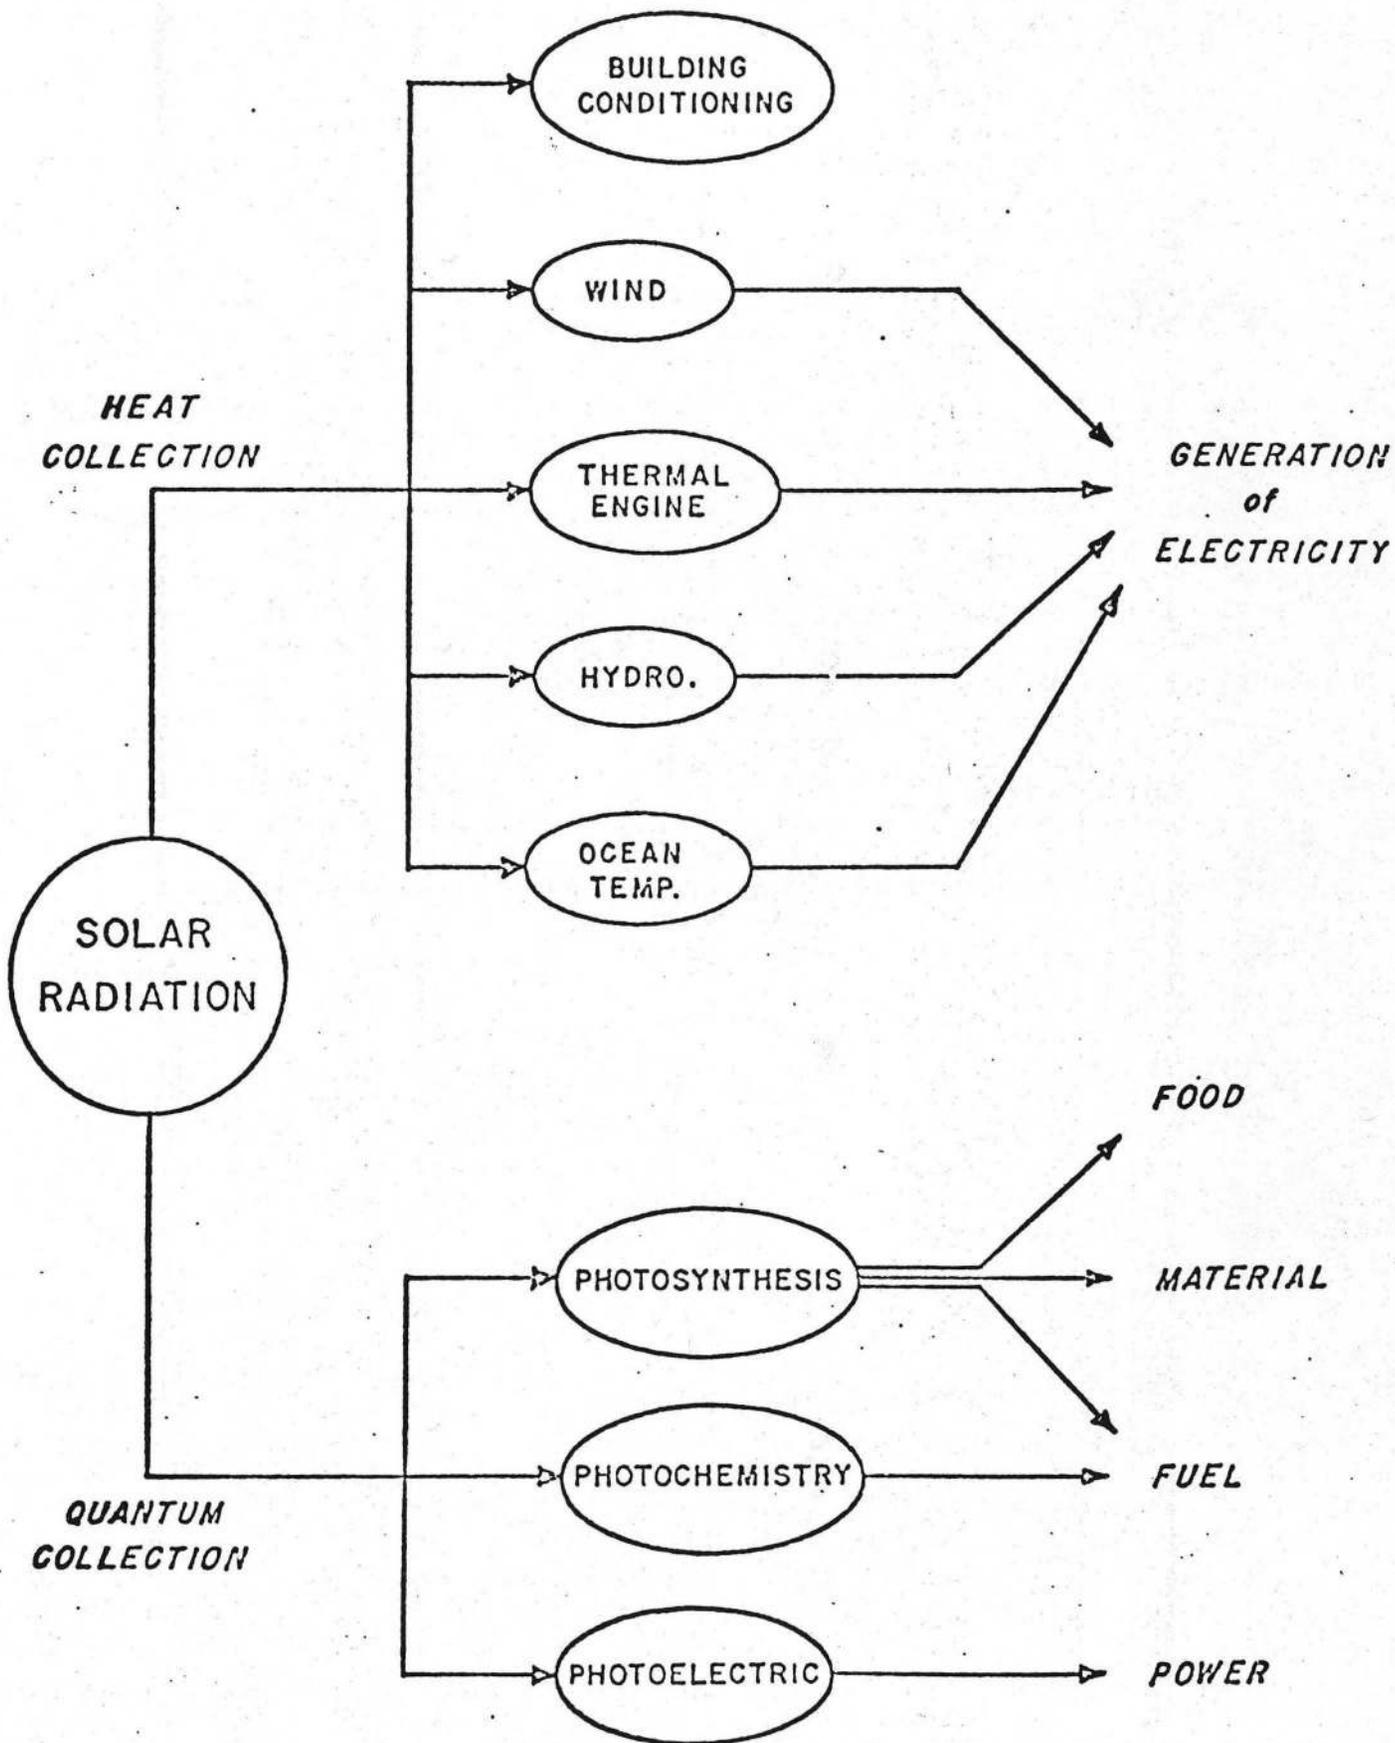 BUILDING
CONDITIONING
WIND
HEAT
COLLECTION
THERMAL
ENGINE
GENERATION
of
ELECTRICITY
HYDRO.
OCEAN
TEMP.
SOLAR
RADIATION
FOOD
PHOTOSYNTHESIS
MATERIAL
PHOTOCHEMISTRY
FUEL
QUANTUM
COLLECTION
PHOTOELECTRIC
POWER